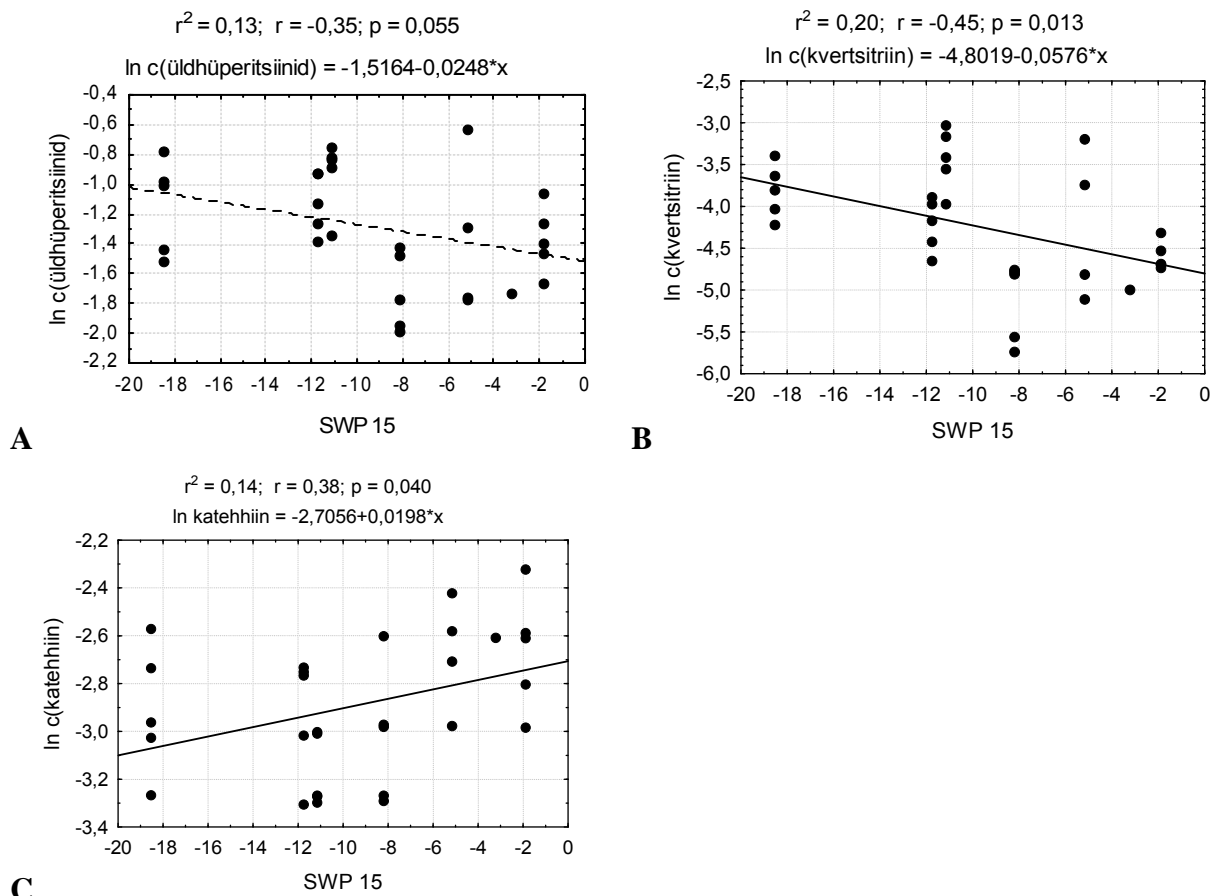 r² = 0,13; r = -0,35; p = 0,055
ln c(üldhüperitsiinid) = -1,5164-0,0248*x
ln c(üldhüperitsiinid)
-0,4
-0,6
-0,8
-1,0
-1,2
-1,4
-1,6
-1,8
-2,0
-2,2
-20 -18 -16 -14 -12 -10 -8 -6 -4 -2 0
SWP 15
A
r² = 0,20; r = -0,45; p = 0,013
ln c(kvertsitriin) = -4,8019-0,0576*x
ln c(kvertsitriin)
-2,5
-3,0
-3,5
-4,0
-4,5
-5,0
-5,5
-6,0
-20 -18 -16 -14 -12 -10 -8 -6 -4 -2 0
SWP 15
B
r² = 0,14; r = 0,38; p = 0,040
ln katehhiin = -2,7056+0,0198*x
ln c(katehhiin)
-2,2
-2,4
-2,6
-2,8
-3,0
-3,2
-3,4
-20 -18 -16 -14 -12 -10 -8 -6 -4 -2 0
SWP 15
C